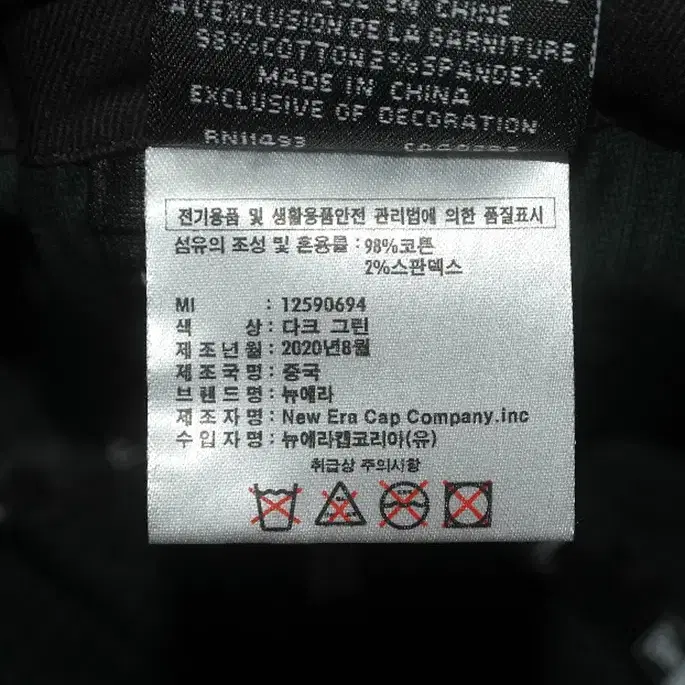 EN CHINE
A L'EXCLUSION DE LA GARNITURE
98%COTTON 2%SPANDEX
MADE IN CHINA
EXCLUSIVE OF DECORATION
RN11493
전기용품 및 생활용품안전 관리법에 의한 품질표시
섬유의 조성 및 혼용률 : 98%코튼
2%스판덱스
MI : 12590694
색 상 : 다크 그린
제조년월 : 2020년8월
제조국명 : 중국
브랜드명 : 뉴에라
제조자명 : New Era Cap Company.inc
수입자명 : 뉴에라캡코리아(유)
취급상 주의사항